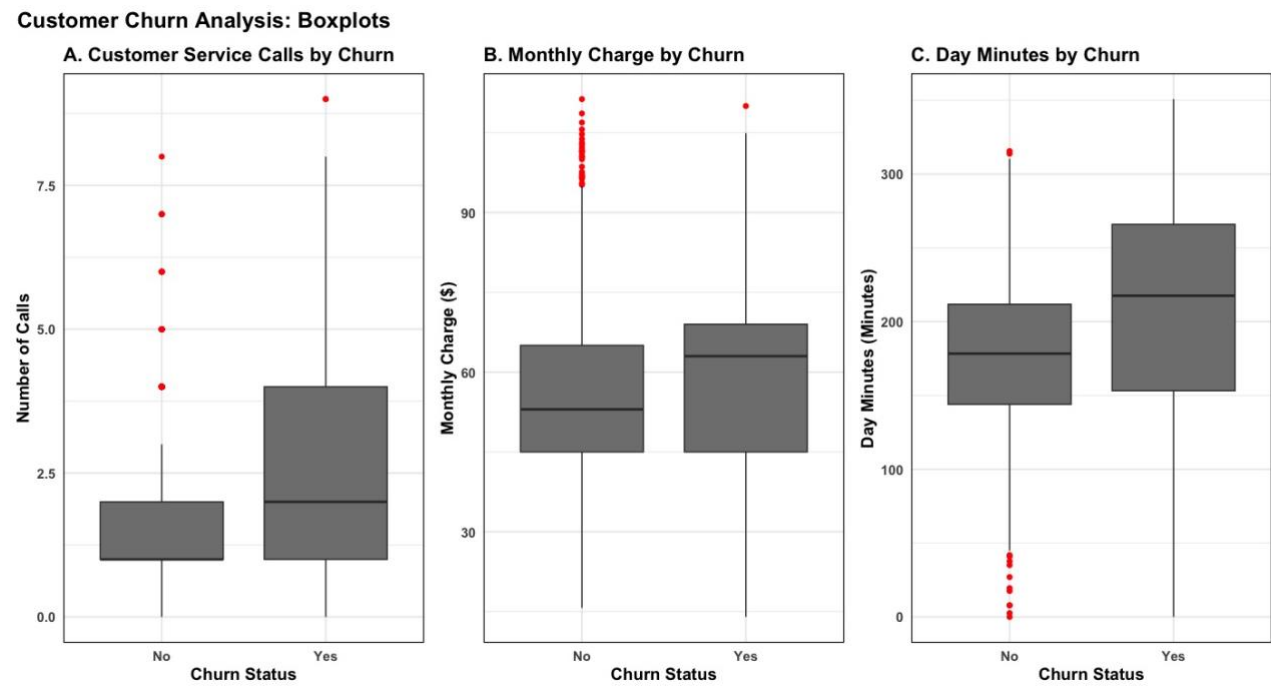 Customer Churn Analysis: Boxplots
A. Customer Service Calls by Churn
Number of Calls
7.5
5.0
2.5
0.0
No
Yes
Churn Status
B. Monthly Charge by Churn
Monthly Charge ($)
90
60
30
No
Yes
Churn Status
C. Day Minutes by Churn
Day Minutes (Minutes)
300
200
100
0
No
Yes
Churn Status